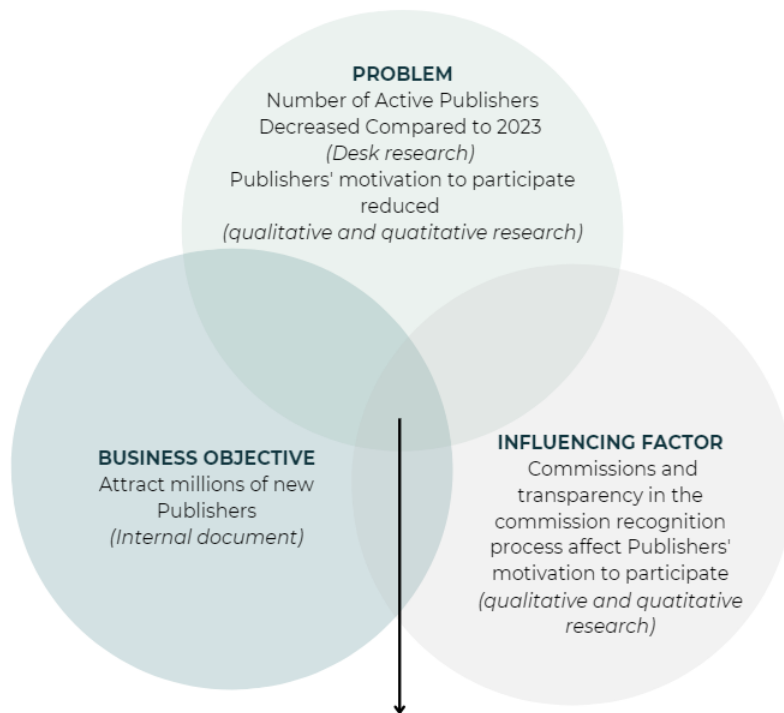 PROBLEM
Number of Active Publishers
Decreased Compared to 2023
(Desk research)
Publishers' motivation to participate
reduced
(qualitative and quatitative research)
BUSINESS OBJECTIVE
Attract millions of new
Publishers
(Internal document)
INFLUENCING FACTOR
Commissions and
transparency in the
commission recognition
process affect Publishers'
motivation to participate
(qualitative and quatitative
research)